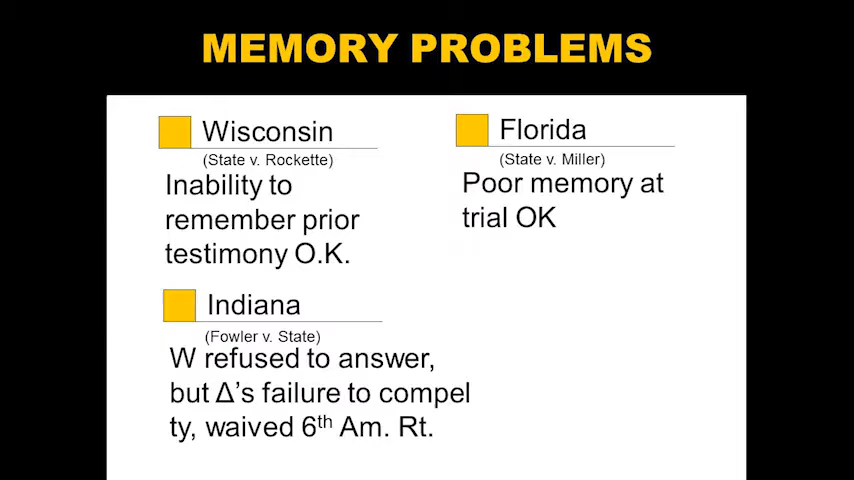 MEMORY PROBLEMS
Wisconsin
(State v. Rockette)
Inability to
remember prior
testimony O.K.
Florida
(State v. Miller)
Poor memory at
trial OK
Indiana
(Fowler v. State)
W refused to answer,
but Δ’s failure to compel
ty, waived 6th Am. Rt.